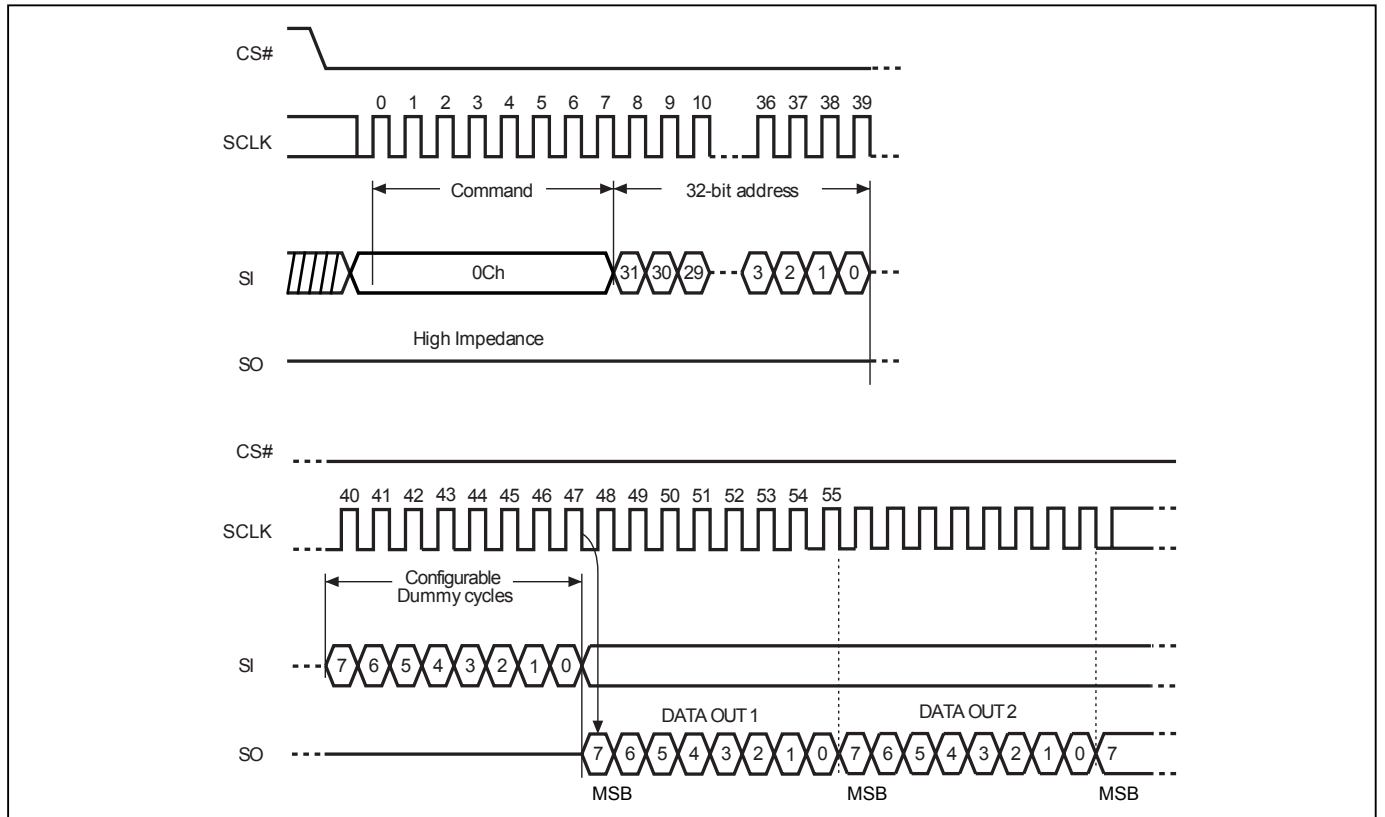 CS#
0 1 2 3 4 5 6 7 8 9 10 36 37 38 39
SCLK
Command 32-bit address
SI 0Ch 31 30 29 3 2 1 0
High Impedance
SO
CS#
40 41 42 43 44 45 46 47 48 49 50 51 52 53 54 55
SCLK
Configurable
Dummy cycles
SI 7 6 5 4 3 2 1 0
DATA OUT 1 DATA OUT 2
SO 7 6 5 4 3 2 1 0 7 6 5 4 3 2 1 0 7
MSB MSB MSB